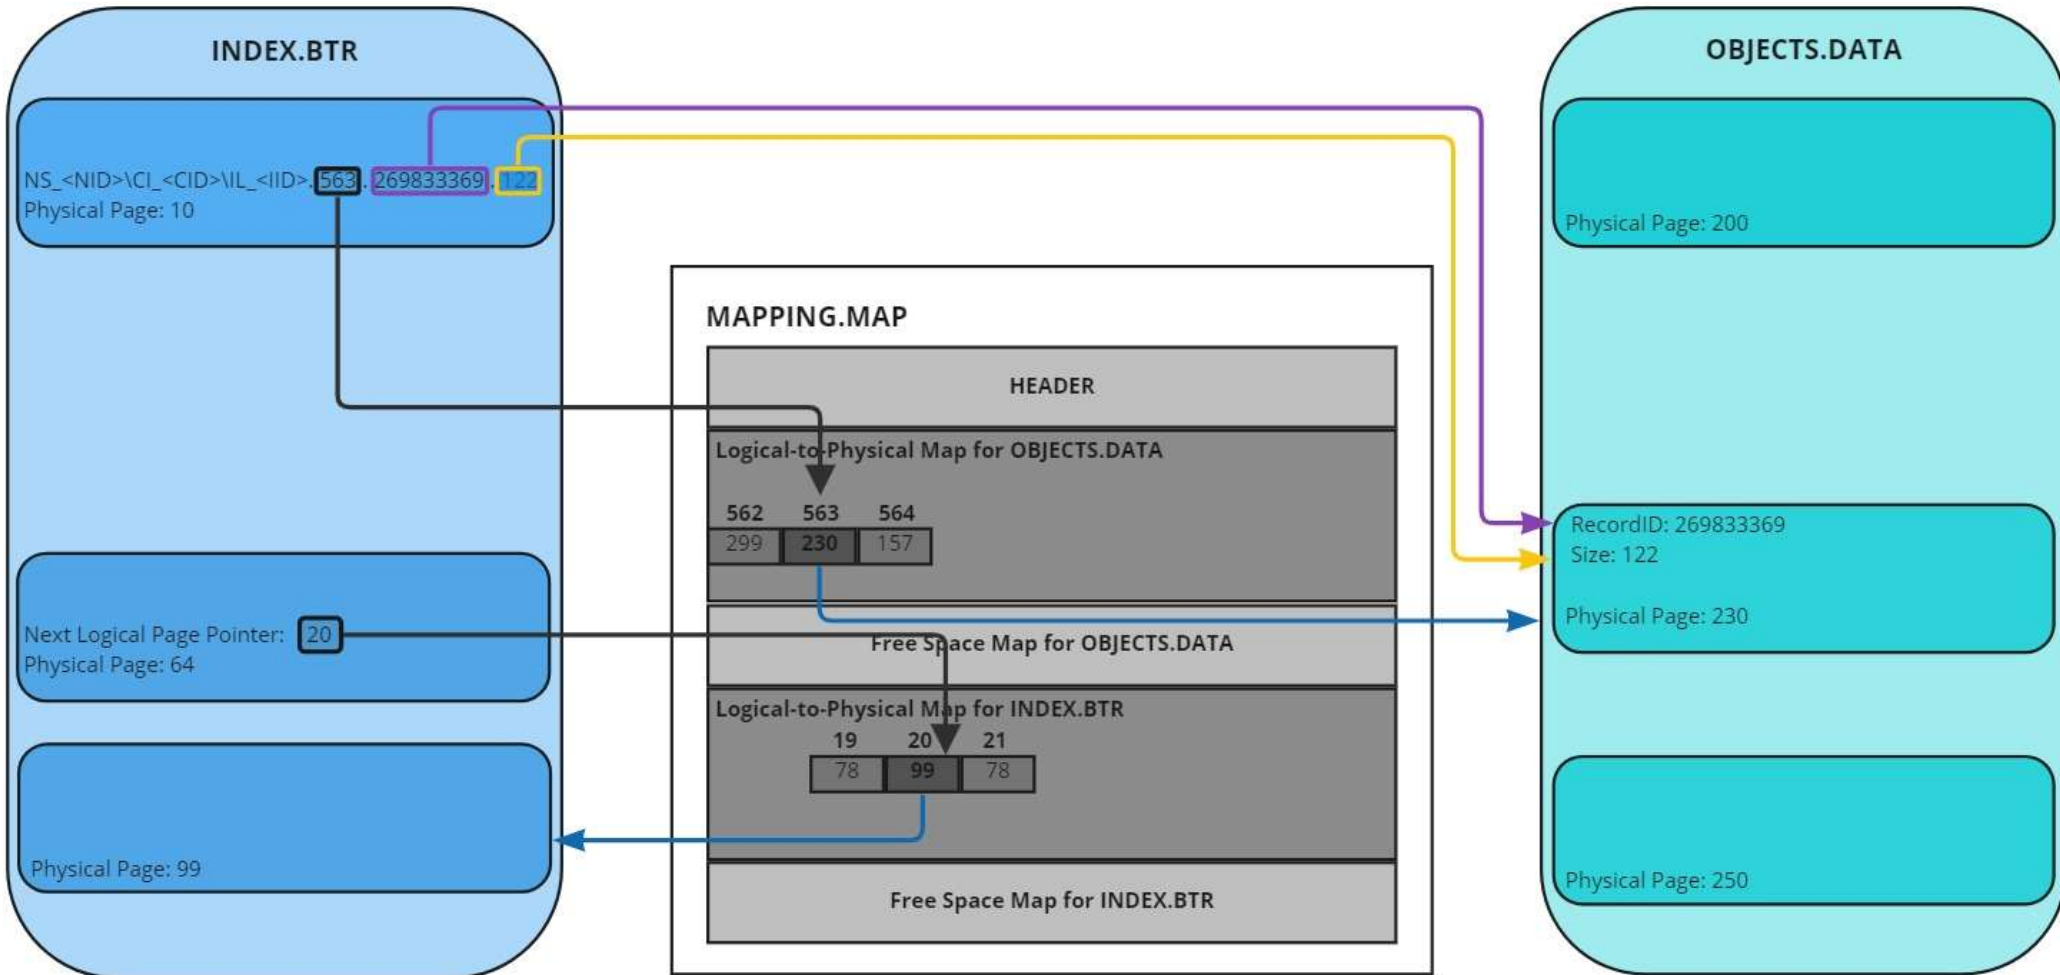 INDEX.BTR
NS_<NID>\CI_<CID>\IL_<IID>.563.269833369.122
Physical Page: 10
Next Logical Page Pointer: 20
Physical Page: 64
Physical Page: 99
MAPPING.MAP
HEADER
Logical-to-Physical Map for OBJECTS.DATA
562 563 564
299 230 157
Free Space Map for OBJECTS.DATA
Logical-to-Physical Map for INDEX.BTR
19 20 21
78 99 78
Free Space Map for INDEX.BTR
OBJECTS.DATA
Physical Page: 200
RecordID: 269833369
Size: 122
Physical Page: 230
Physical Page: 250